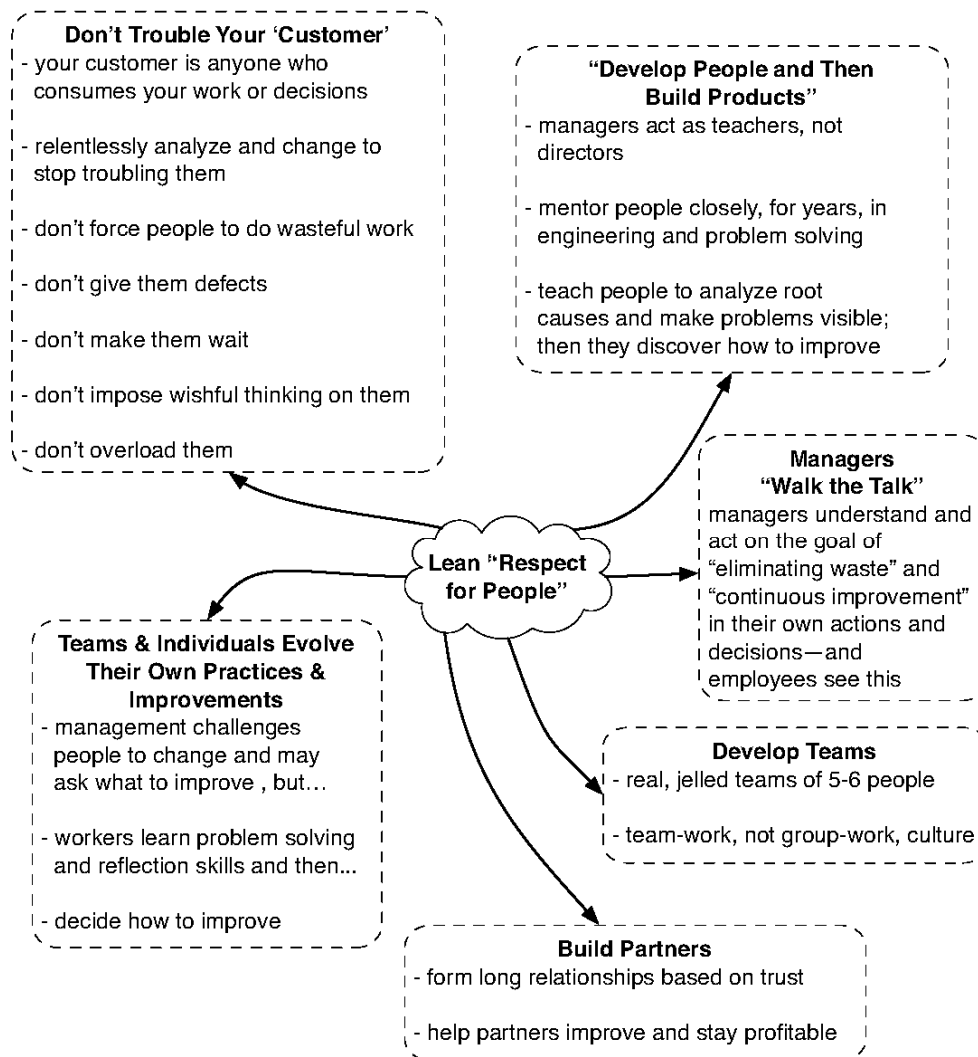 Don't Trouble Your ‘Customer’
- your customer is anyone who
consumes your work or decisions
- relentlessly analyze and change to
stop troubling them
- don't force people to do wasteful work
- don't give them defects
- don't make them wait
- don't impose wishful thinking on them
- don't overload them
“Develop People and Then
Build Products”
- managers act as teachers, not
directors
- mentor people closely, for years, in
engineering and problem solving
- teach people to analyze root
causes and make problems visible;
then they discover how to improve
Managers
“Walk the Talk”
managers understand and
act on the goal of
“eliminating waste” and
“continuous improvement”
in their own actions and
decisions—and
employees see this
Lean “Respect
for People”
Teams & Individuals Evolve
Their Own Practices &
Improvements
- management challenges
people to change and may
ask what to improve , but…
- workers learn problem solving
and reflection skills and then...
- decide how to improve
Develop Teams
- real, jelled teams of 5-6 people
- team-work, not group-work, culture
Build Partners
- form long relationships based on trust
- help partners improve and stay profitable